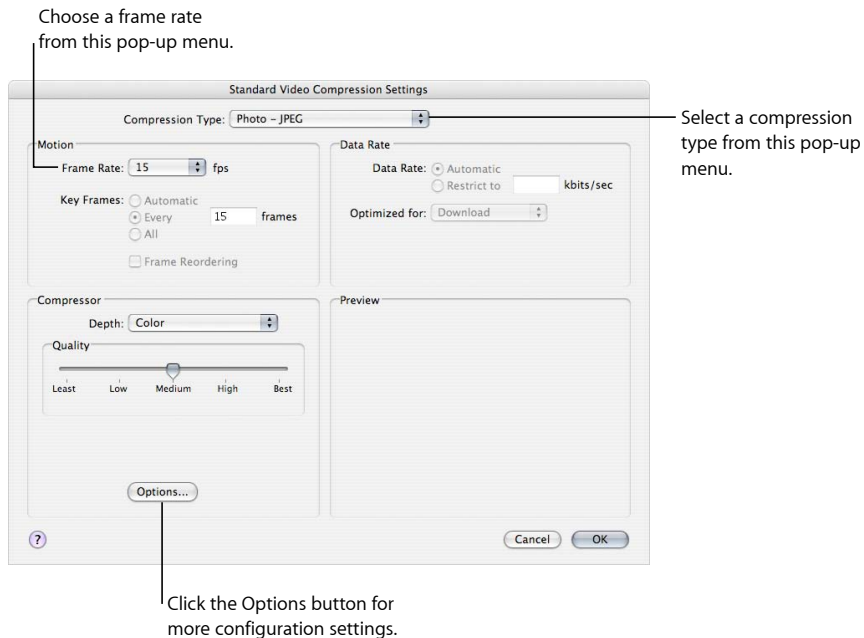 Choose a frame rate
from this pop-up menu.
Standard Video Compression Settings
Compression Type: Photo – JPEG
Select a compression
type from this pop-up
menu.
Motion
Frame Rate: 15 fps
Key Frames: Automatic
Every 15 frames
All
Frame Reordering
Data Rate
Data Rate: Automatic
Restrict to kbits/sec
Optimized for: Download
Compressor
Depth: Color
Quality
Least Low Medium High Best
Options...
Preview
?
Cancel OK
Click the Options button for
more configuration settings.